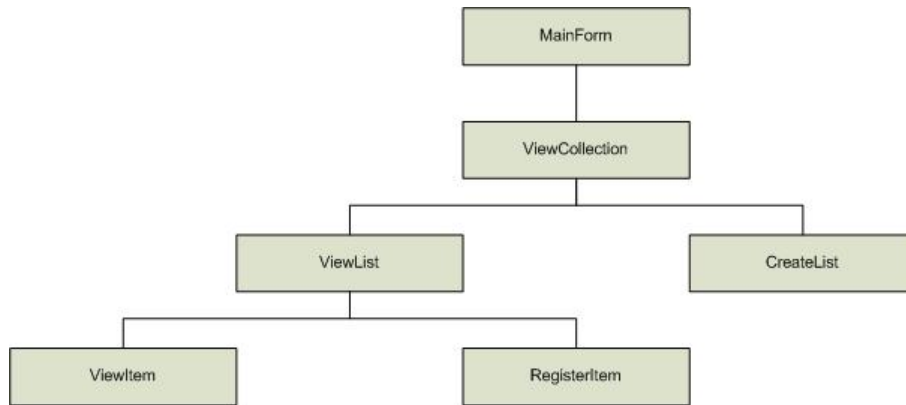 MainForm
ViewCollection
ViewList
CreateList
ViewItem
RegisterItem